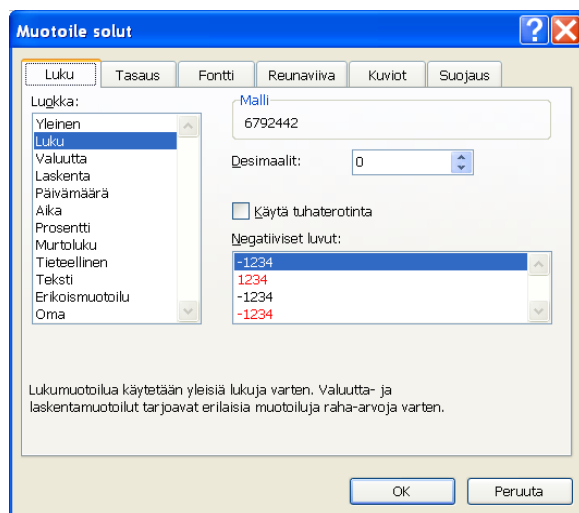 Muotoile solut
Luku Tasaus Fontti Reunaviiva Kuviot Suojaus
Luokka:
Yleinen
Luku
Valuutta
Laskenta
Päivämäärä
Aika
Prosentti
Murtoluku
Tieteellinen
Teksti
Erikoismuotoilu
Oma
Malli
6792442
Desimaalit: 0
Käytä tuhaterotinta
Negatiiviset luvut:
-1234
1234
-1234
-1234
Lukumuotoilua käytetään yleisiä lukuja varten. Valuutta- ja
laskentamuotoilut tarjoavat erilaisia muotoiluja raha-arvoja varten.
OK Peruuta